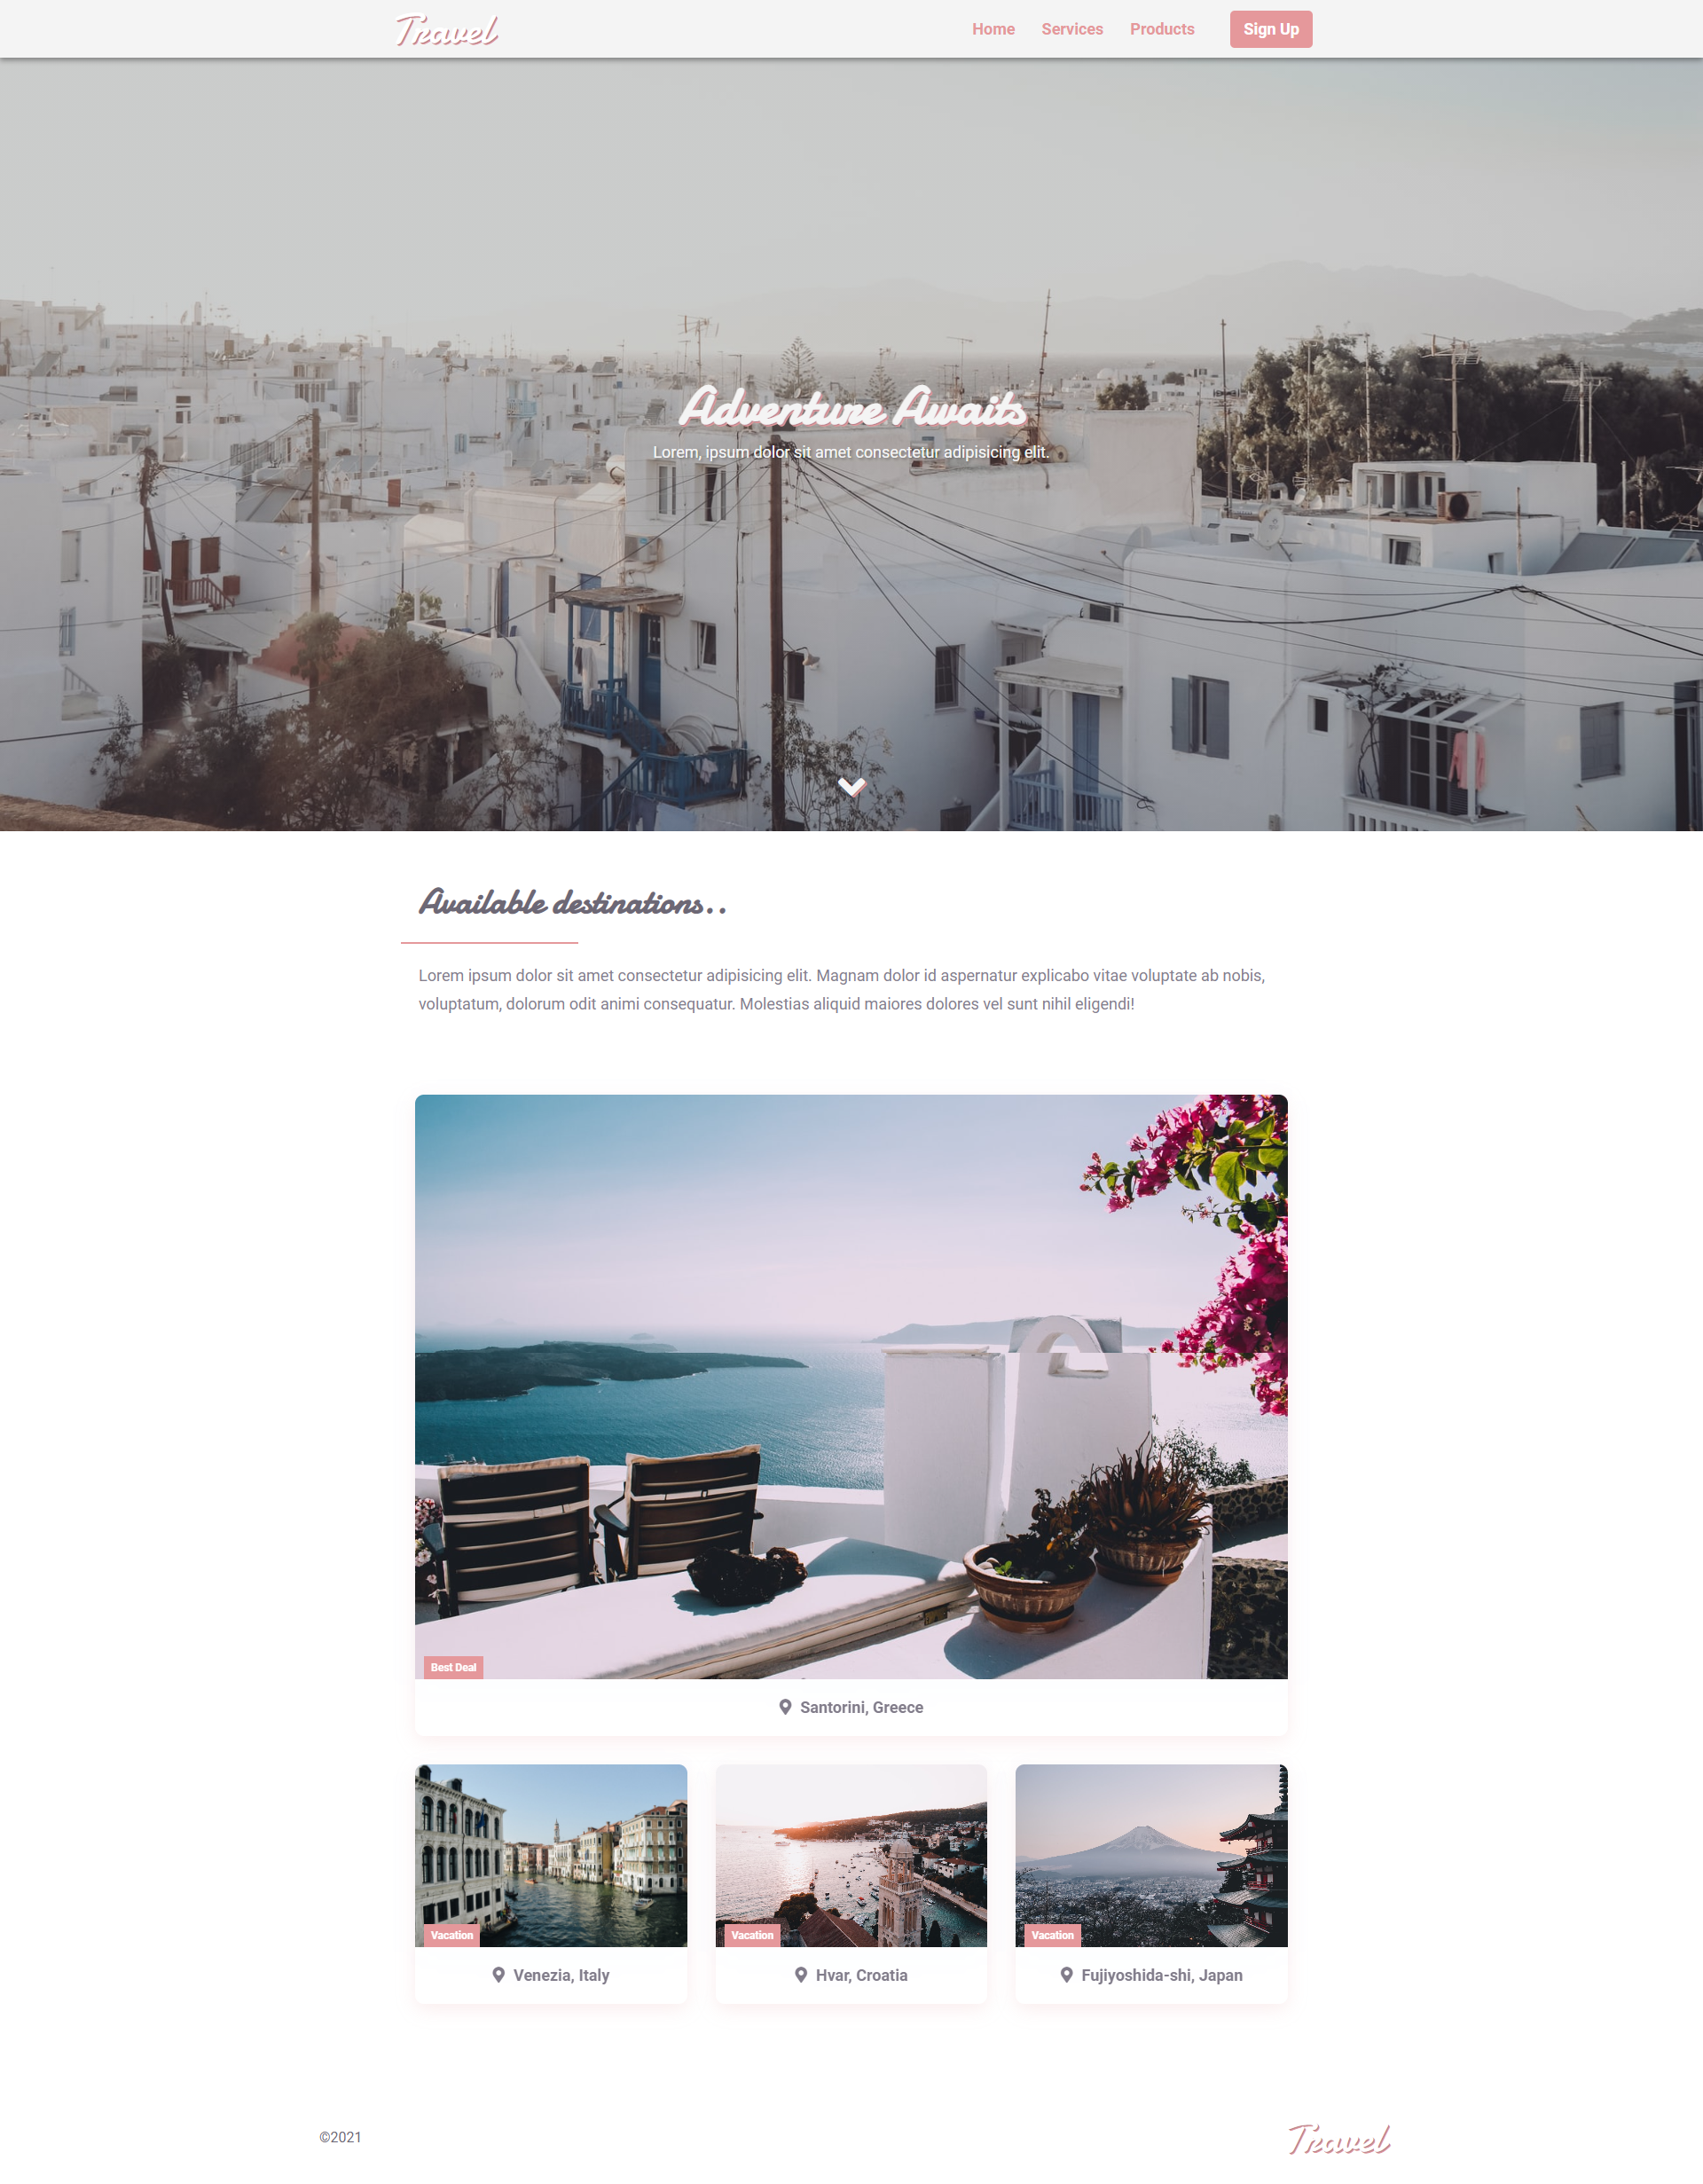 Travel
Home Services Products Sign Up
Adventure Awaits
Lorem, ipsum dolor sit amet consectetur adipisicing elit.
Available destinations..
Lorem ipsum dolor sit amet consectetur adipisicing elit. Magnam dolor id aspernatur explicabo vitae voluptate ab nobis,
voluptatum, dolorum odit animi consequatur. Molestias aliquid maiores dolores vel sunt nihil eligendi!
Best Deal
Santorini, Greece
Vacation
Venezia, Italy
Vacation
Hvar, Croatia
Vacation
Fujiyoshida-shi, Japan
©2021
Travel